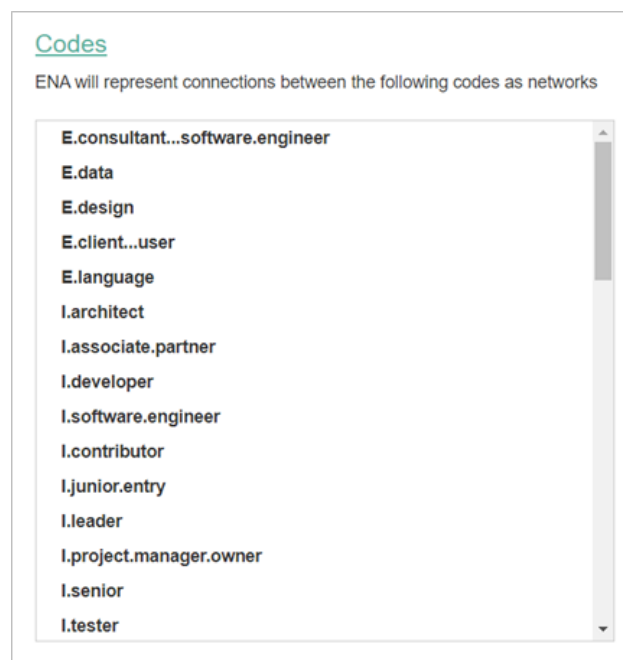 Codes
ENA will represent connections between the following codes as networks
E.consultant...software.engineer
E.data
E.design
E.client...user
E.language
I.architect
I.associate.partner
I.developer
I.software.engineer
I.contributor
I.junior.entry
I.leader
I.project.manager.owner
I.senior
I.tester